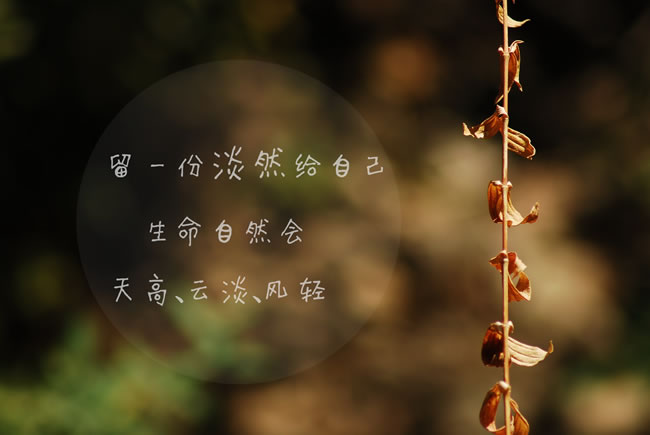 留一份淡然给自己
生命自然会
天高、云淡、风轻